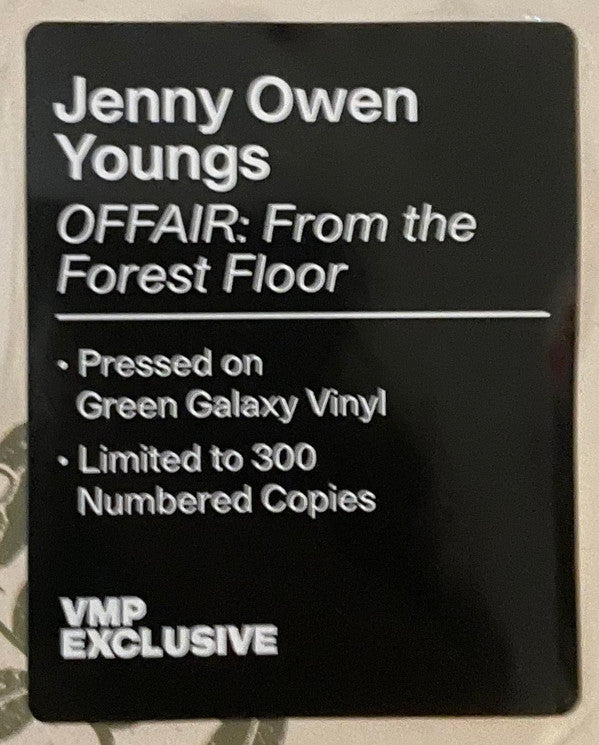 Jenny Owen
Youngs
OFFAIR: From the
Forest Floor
• Pressed on
Green Galaxy Vinyl
• Limited to 300
Numbered Copies
VMP
EXCLUSIVE